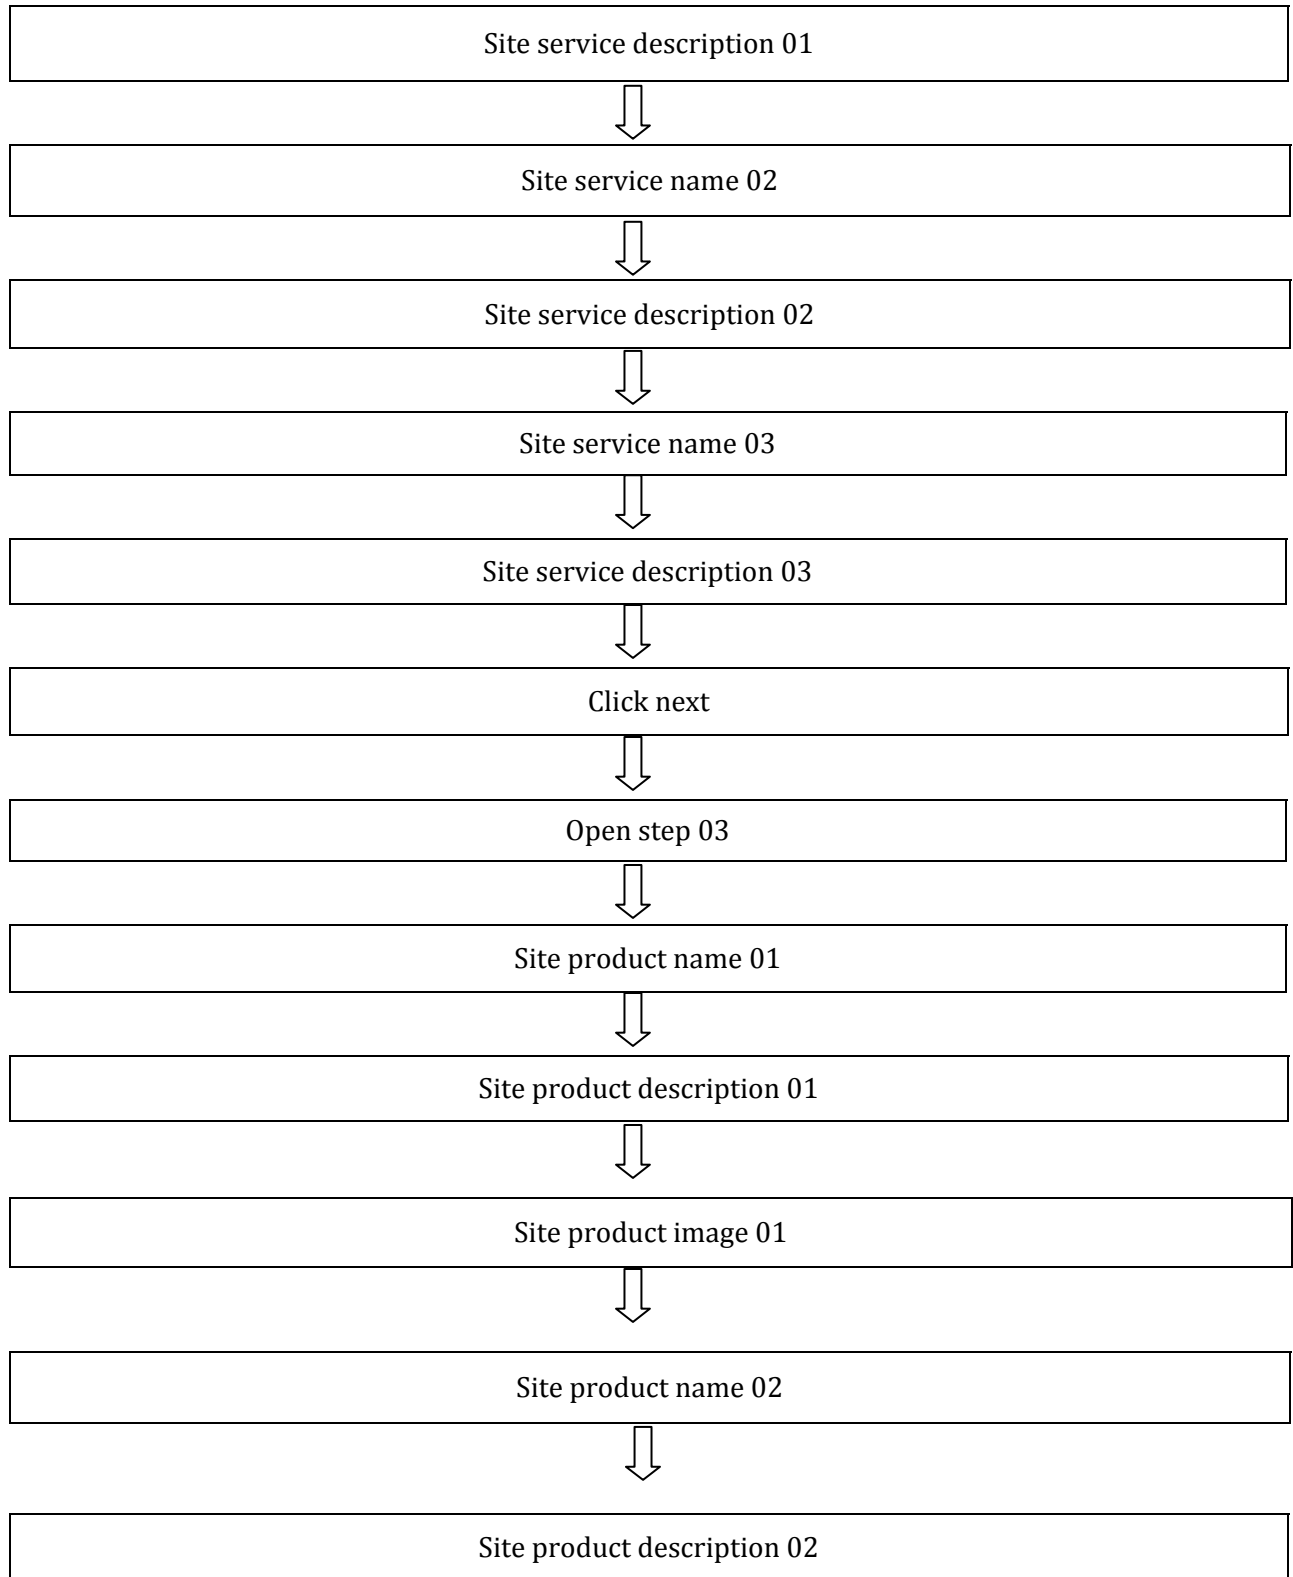 Site service description 01
Site service name 02
Site service description 02
Site service name 03
Site service description 03
Click next
Open step 03
Site product name 01
Site product description 01
Site product image 01
Site product name 02
Site product description 02